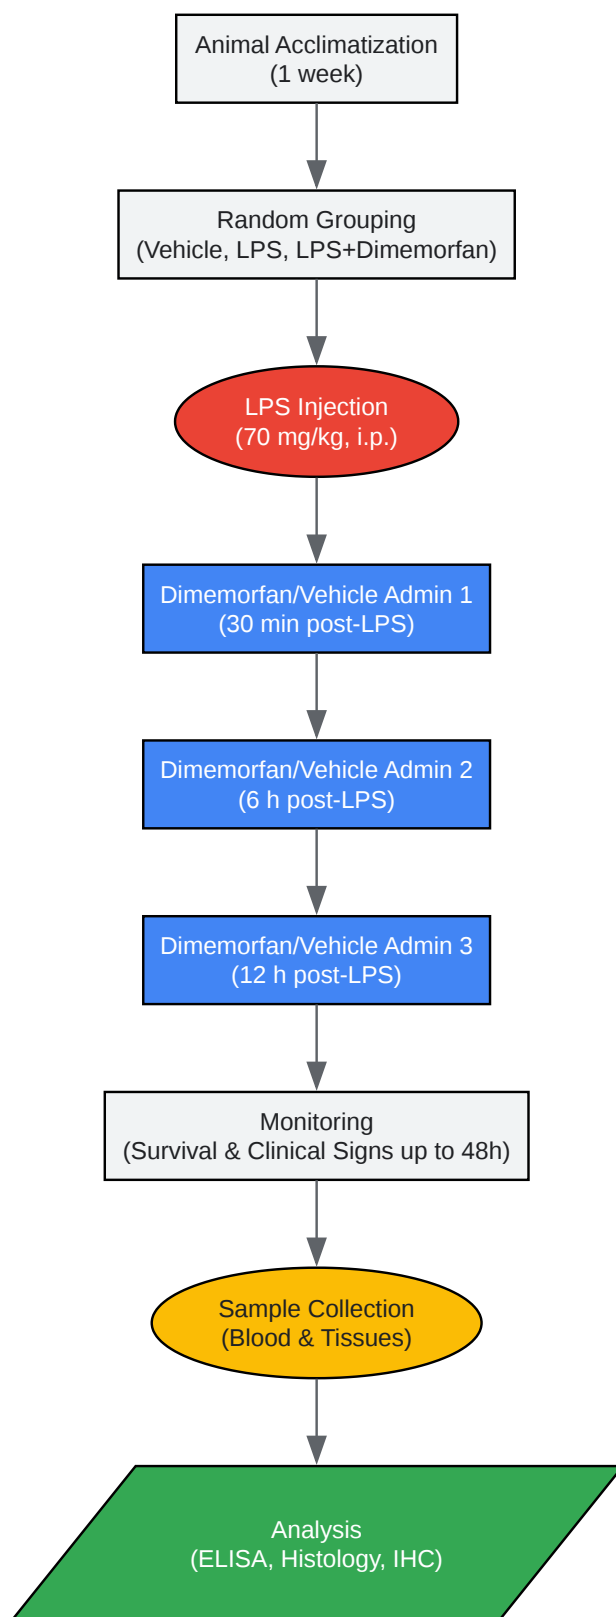 Animal Acclimatization
(1 week)
Random Grouping
(Vehicle, LPS, LPS+Dimemorfan)
LPS Injection
(70 mg/kg, i.p.)
Dimemorfan/Vehicle Admin 1
(30 min post-LPS)
Dimemorfan/Vehicle Admin 2
(6 h post-LPS)
Dimemorfan/Vehicle Admin 3
(12 h post-LPS)
Monitoring
(Survival & Clinical Signs up to 48h)
Sample Collection
(Blood & Tissues)
Analysis
(ELISA, Histology, IHC)